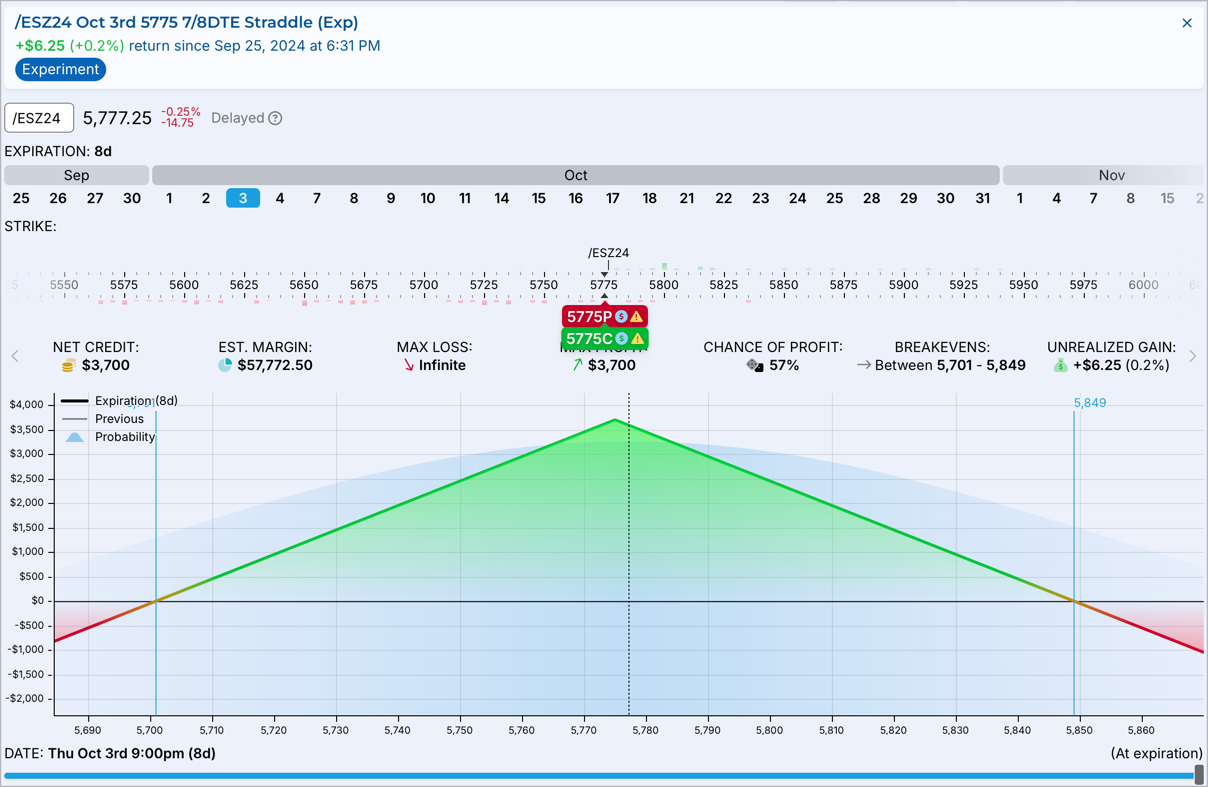 /ESZ24 Oct 3rd 5775 7/8DTE Straddle (Exp)
+$6.25 (+0.2%) return since Sep 25, 2024 at 6:31 PM
Experiment
/ESZ24 5,777.25 -0.25% -14.75 Delayed ?
EXPIRATION: 8d
Sep Oct Nov
25 26 27 30 1 2 3 4 7 8 9 10 11 14 15 16 17 18 21 22 23 24 25 28 29 30 31 1 4 7 8 15 2
STRIKE:
/ESZ24
5550 5575 5600 5625 5650 5675 5700 5725 5750 5775 5800 5825 5850 5875 5900 5925 5950 5975 6000
5775P
5775C
NET CREDIT: EST. MARGIN: MAX LOSS: MAX PROFIT: CHANCE OF PROFIT: BREAKEVENS: UNREALIZED GAIN:
$3,700 $57,772.50 Infinite $3,700 57% Between 5,701 - 5,849 +$6.25 (0.2%)
Expiration (8d)
Previous
Probability
5,849
$4,000
$3,500
$3,000
$2,500
$2,000
$1,500
$1,000
$500
$0
-$500
-$1,000
-$1,500
-$2,000
5,690 5,700 5,710 5,720 5,730 5,740 5,750 5,760 5,770 5,780 5,790 5,800 5,810 5,820 5,830 5,840 5,850 5,860
DATE: Thu Oct 3rd 9:00pm (8d) (At expiration)